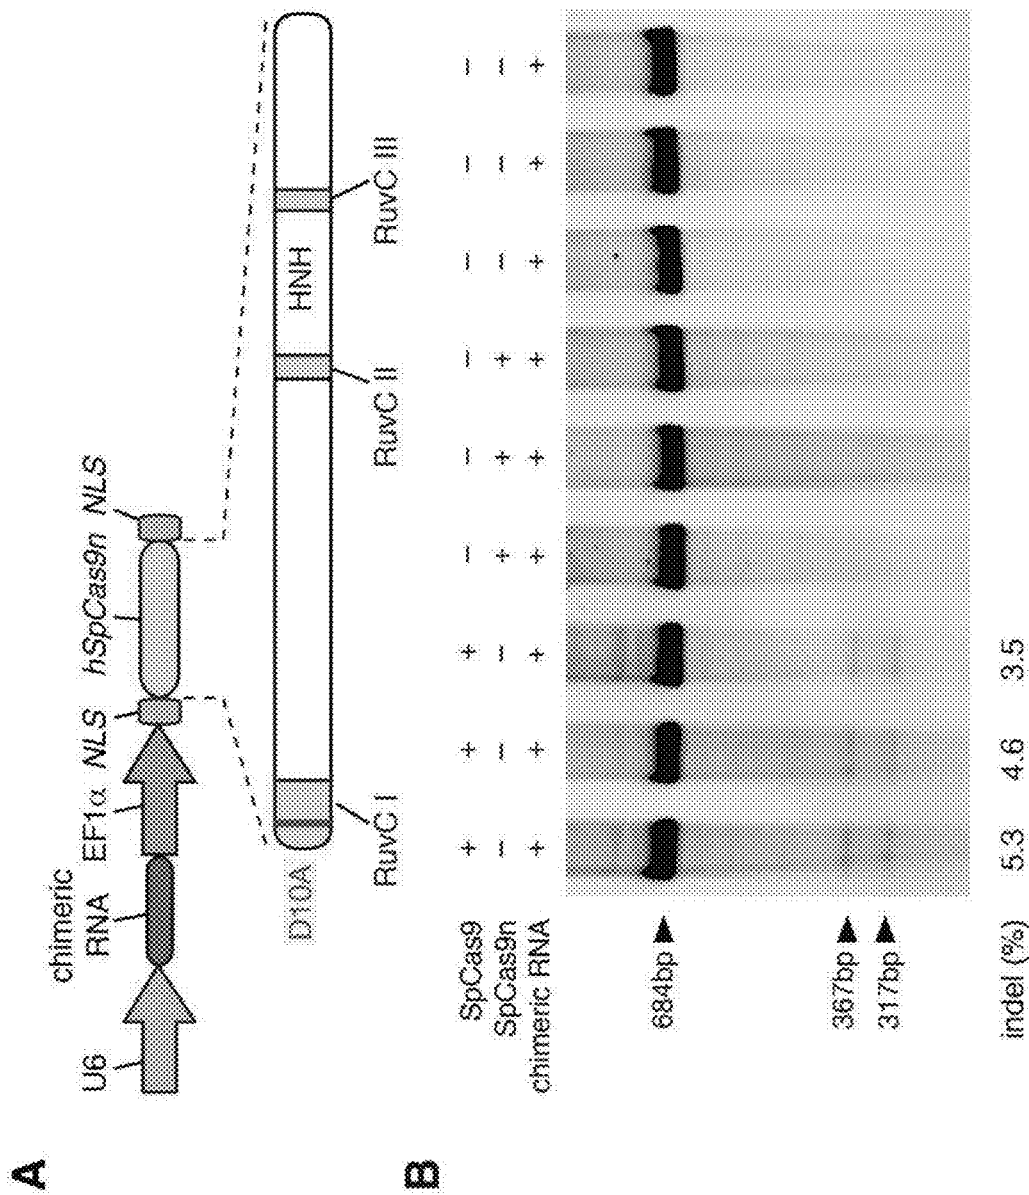 A
chimeric
U6 RNA EF1α NLS hSpCas9n NLS
D10A HNH
RuvC I RuvC II RuvC III
B
SpCas9 + + + – – – – – –
SpCas9n – – – + + + – – –
chimeric RNA + + + + + + + + +
684bp
367bp
317bp
indel (%) 5.3 4.6 3.5